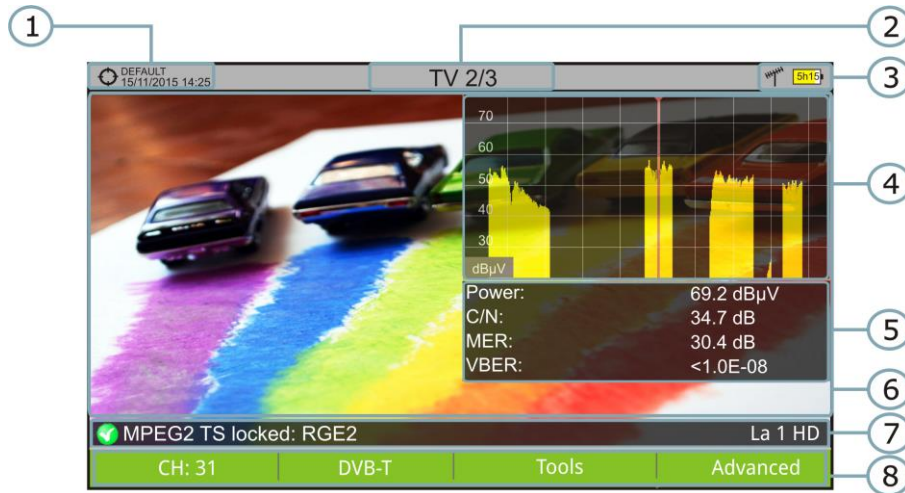 1
2
3
DEFAULT
15/11/2015 14:25
TV 2/3
5h15
70
60
50
40
30
dBµV
4
Power: 69.2 dBµV
C/N: 34.7 dB
MER: 30.4 dB
VBER: <1.0E-08
5
6
MPEG2 TS locked: RGE2 La 1 HD
7
CH: 31 DVB-T Tools Advanced
8